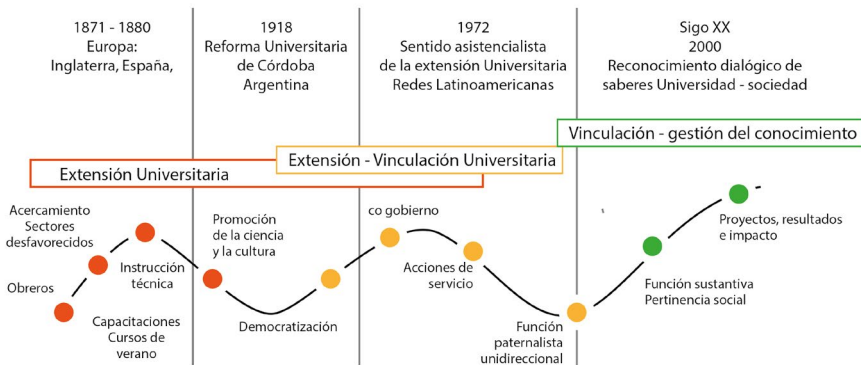 1871 - 1880
Europa:
Inglaterra, España,
1918
Reforma Universitaria
de Córdoba
Argentina
1972
Sentido asistencialista
de la extensión Universitaria
Redes Latinoamericanas
Sigo XX
2000
Reconocimiento dialógico de
saberes Universidad - sociedad
Extensión Universitaria
Extensión - Vinculación Universitaria
Vinculación - gestión del conocimiento
Acercamiento
Sectores
desfavorecidos
Obreros
Instrucción
técnica
Capacitaciones
Cursos de
verano
Promoción
de la ciencia
y la cultura
Democratización
co gobierno
Acciones de
servicio
Función
paternalista
unidireccional
Proyectos, resultados
e impacto
Función sustantiva
Pertinencia social